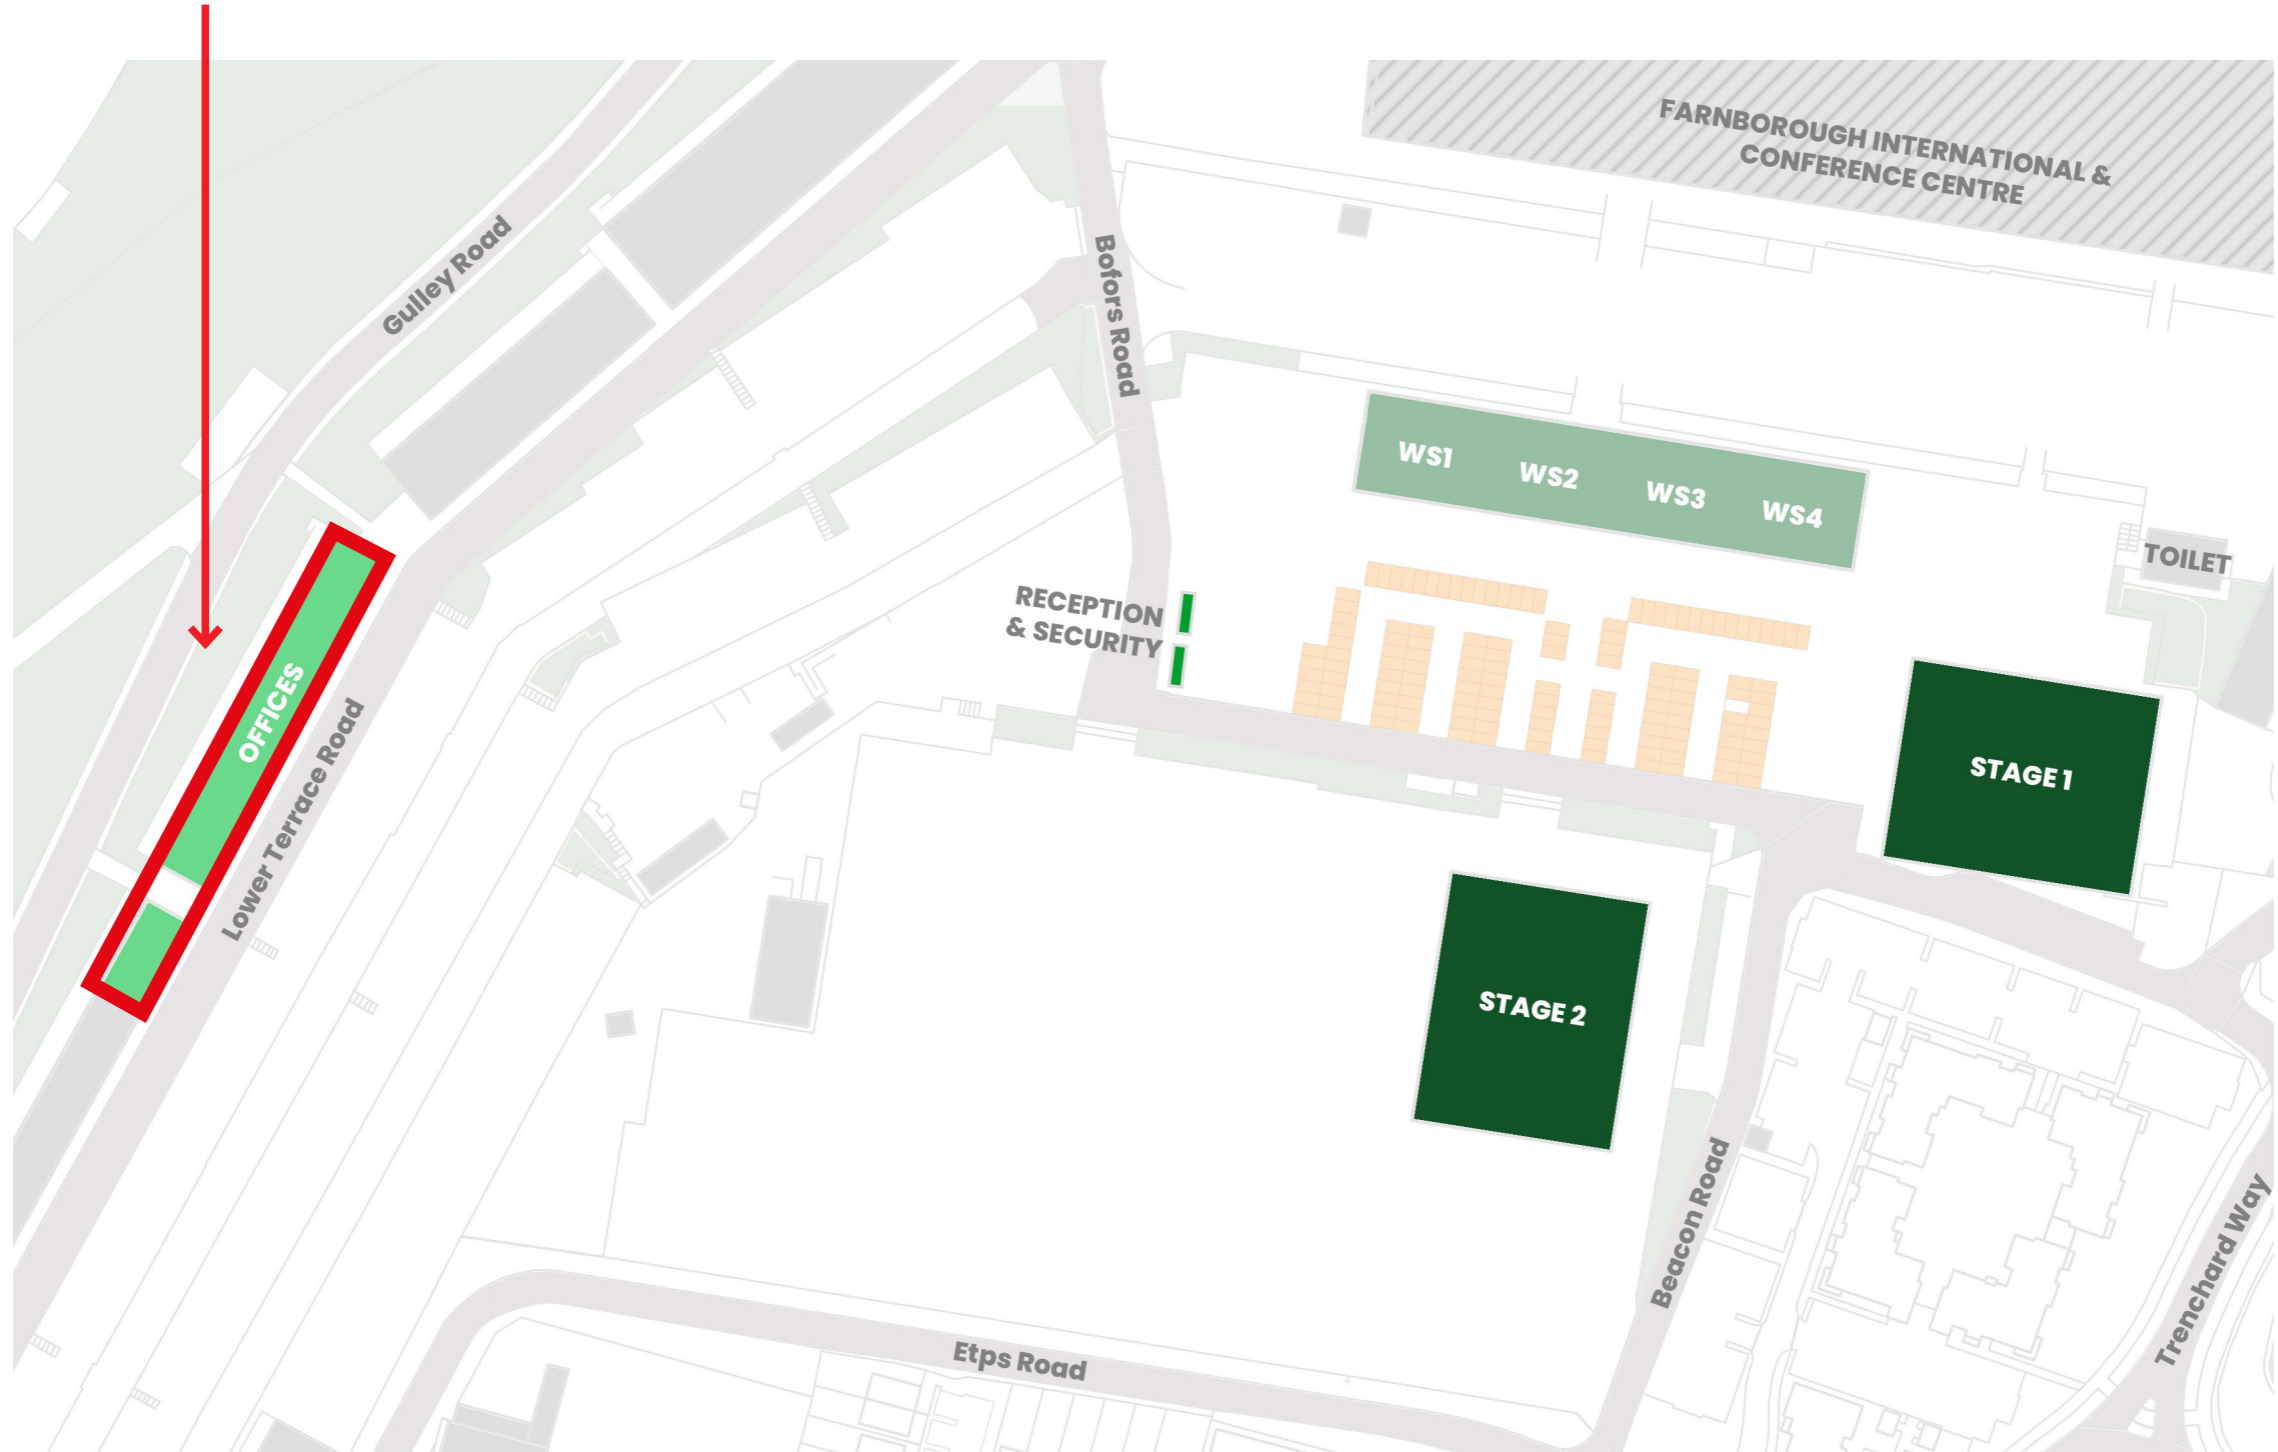 FARNBOROUGH INTERNATIONAL &
CONFERENCE CENTRE
Gulley Road
Bofors Road
WS1
WS2
WS3
WS4
TOILET
RECEPTION
& SECURITY
OFFICES
Lower Terrace Road
STAGE 1
STAGE 2
Beacon Road
Trenchard Way
Etps Road